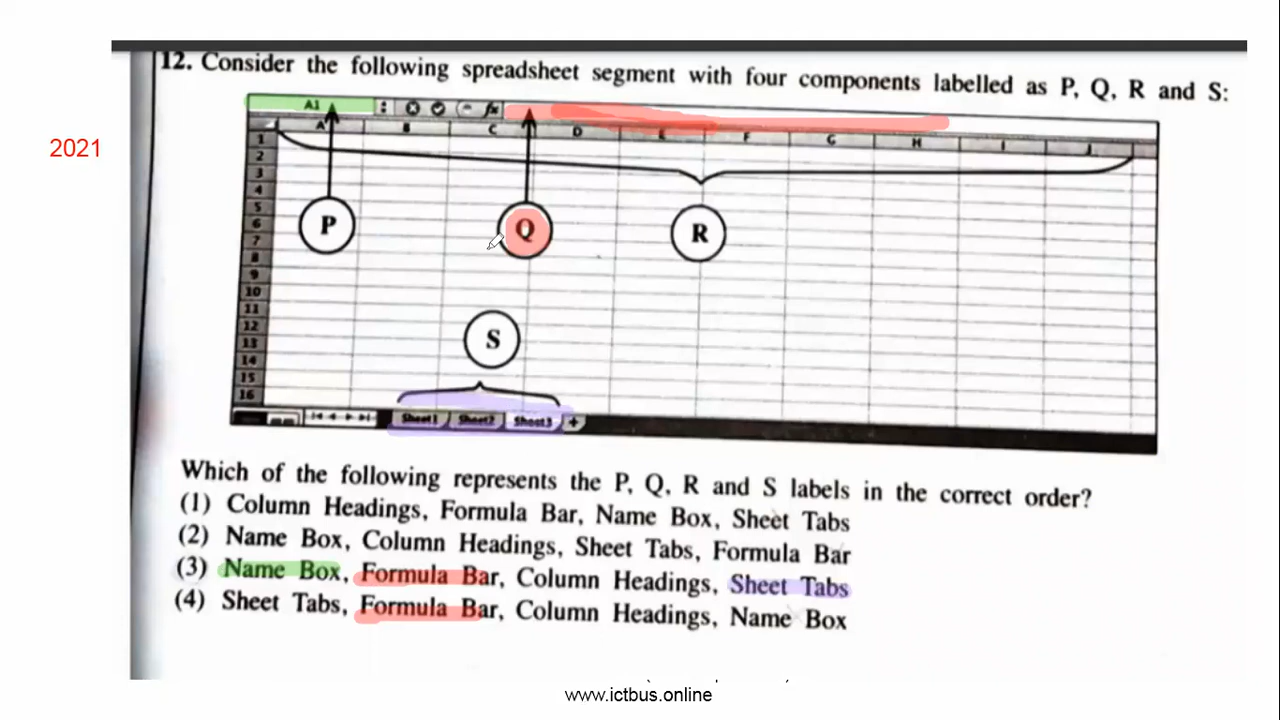 12. Consider the following spreadsheet segment with four components labelled as P, Q, R and S:
2021
A1 : fx
A B C D E F G H I J
1
2
3
4
5
6
7
8
9
10
11
12
13
14
15
16
P Q R
S
Sheet1 Sheet2 Sheet3 +
Which of the following represents the P, Q, R and S labels in the correct order?
(1) Column Headings, Formula Bar, Name Box, Sheet Tabs
(2) Name Box, Column Headings, Sheet Tabs, Formula Bar
(3) Name Box, Formula Bar, Column Headings, Sheet Tabs
(4) Sheet Tabs, Formula Bar, Column Headings, Name Box
www.ictbus.online